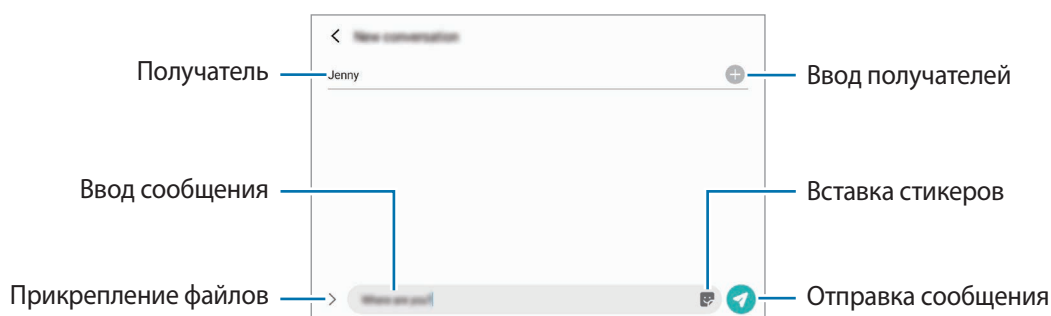 New conversation
Получатель
Jenny
Ввод получателей
Ввод сообщения
Вставка стикеров
Прикрепление файлов
Where are you?
Отправка сообщения